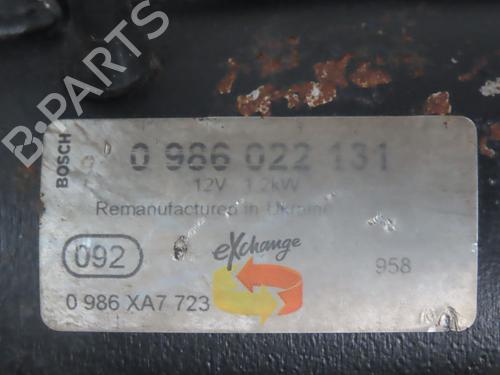 B-PARTS
BOSCH
0 986 022 131
12V 1.2kW
Remanufactured in Ukraine
092
eXchange
958
0 986 XA7 723